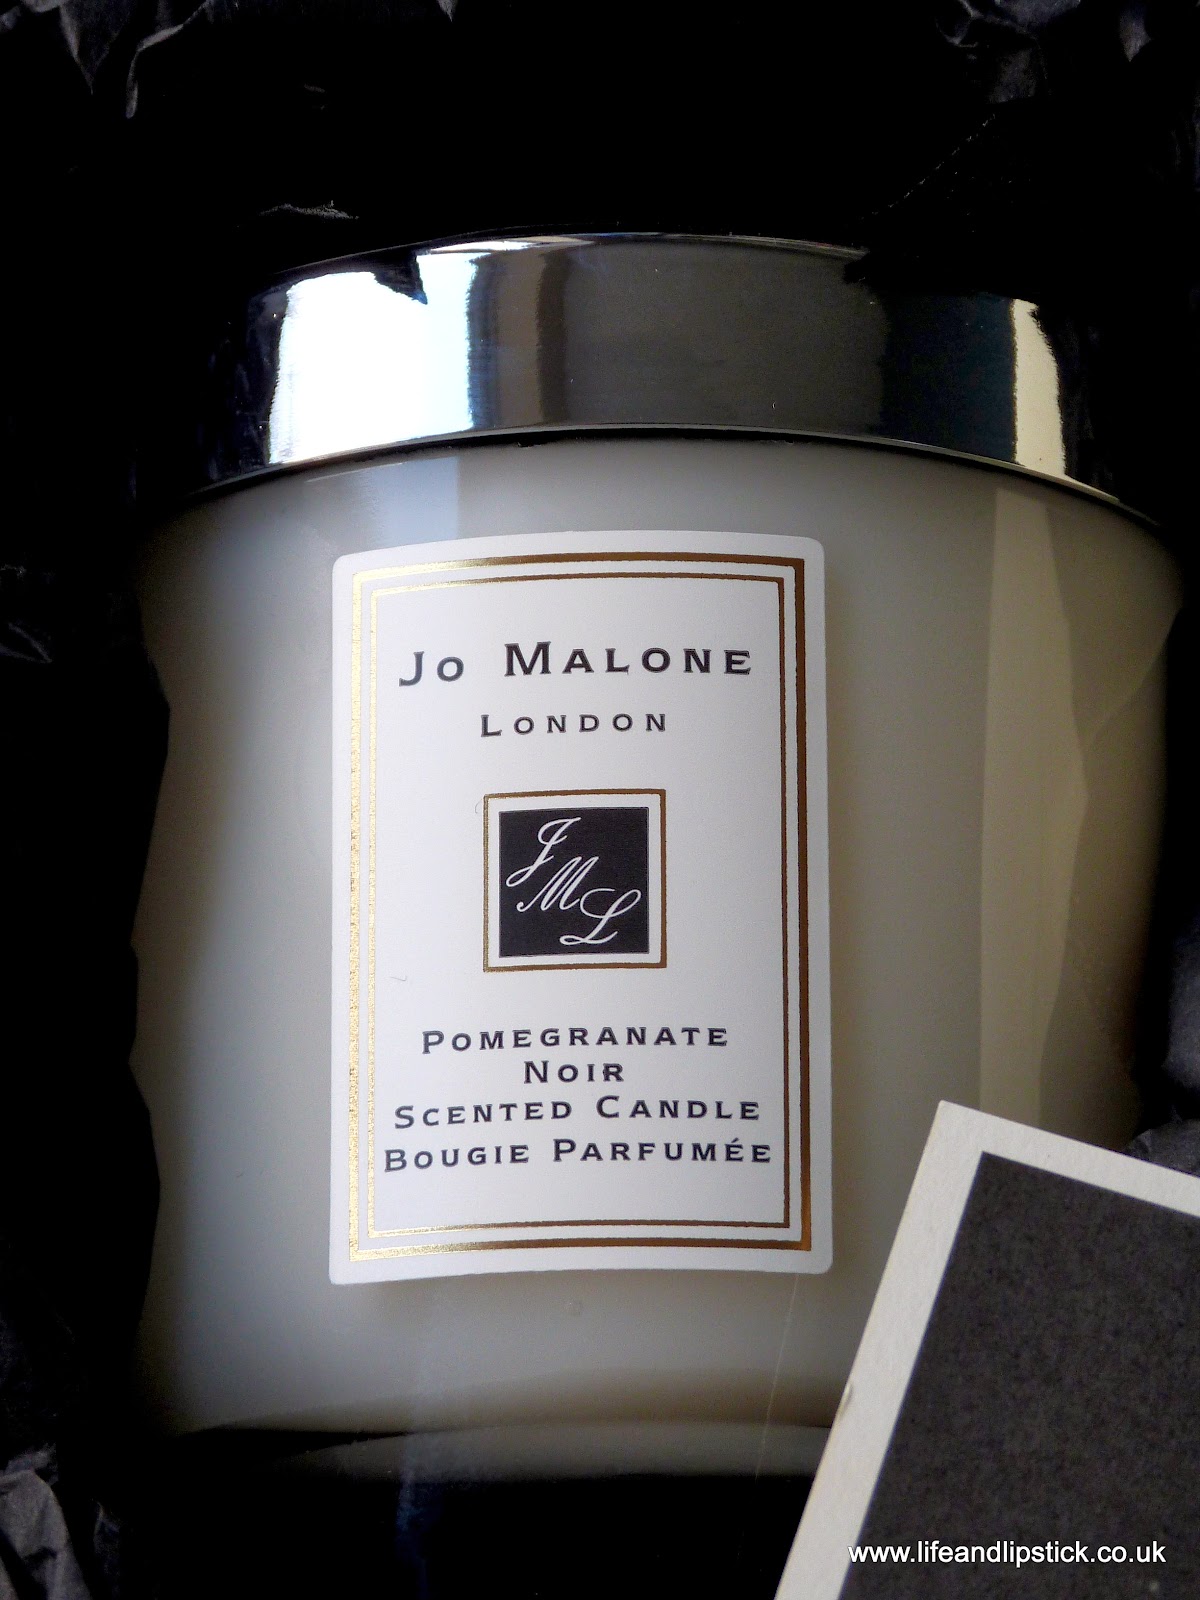 Jo Malone
London
JML
Pomegranate
Noir
Scented Candle
Bougie Parfumée
www.lifeandlipstick.co.uk